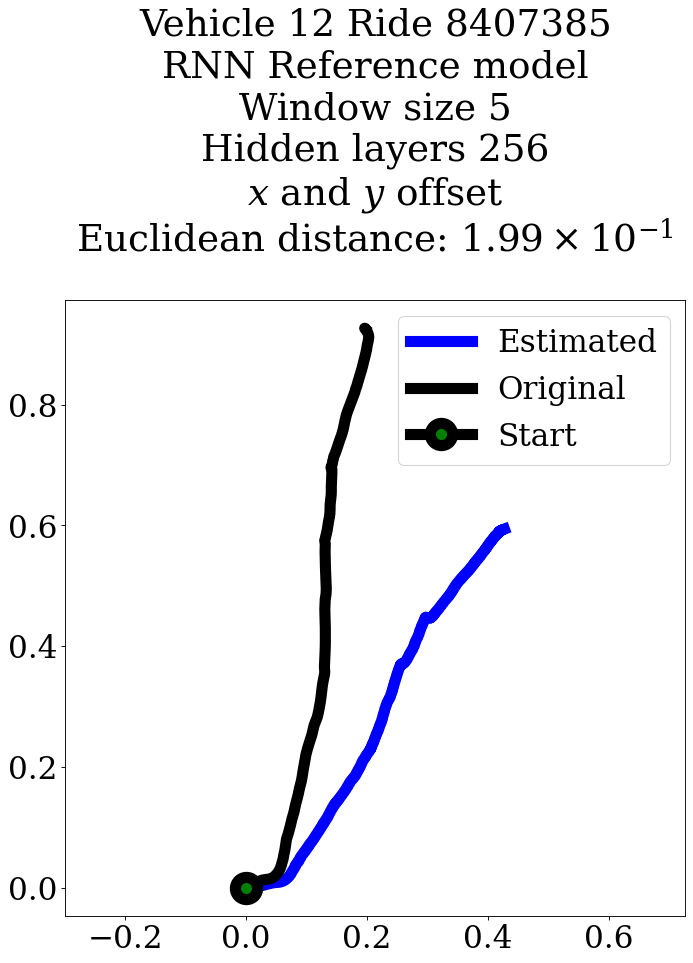 Vehicle 12 Ride 8407385
RNN Reference model
Window size 5
Hidden layers 256
x and y offset
Euclidean distance: 1.99 × 10⁻¹
Estimated
Original
Start
0.8
0.6
0.4
0.2
0.0
−0.2 0.0 0.2 0.4 0.6